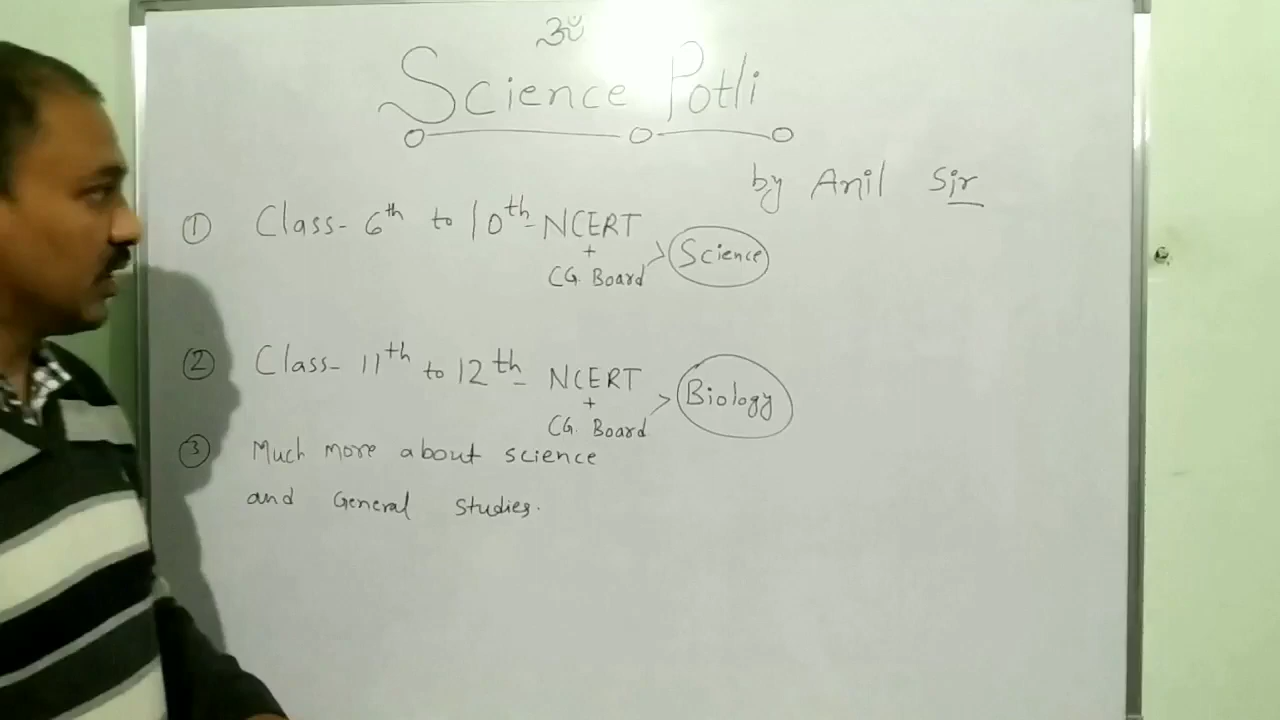 ॐ
Science Potli
by Anil Sir
① Class- 6th to 10th- NCERT
+
CG. Board > Science
② Class- 11th to 12th- NCERT
+
CG. Board > Biology
③ Much more about science
and General studies.